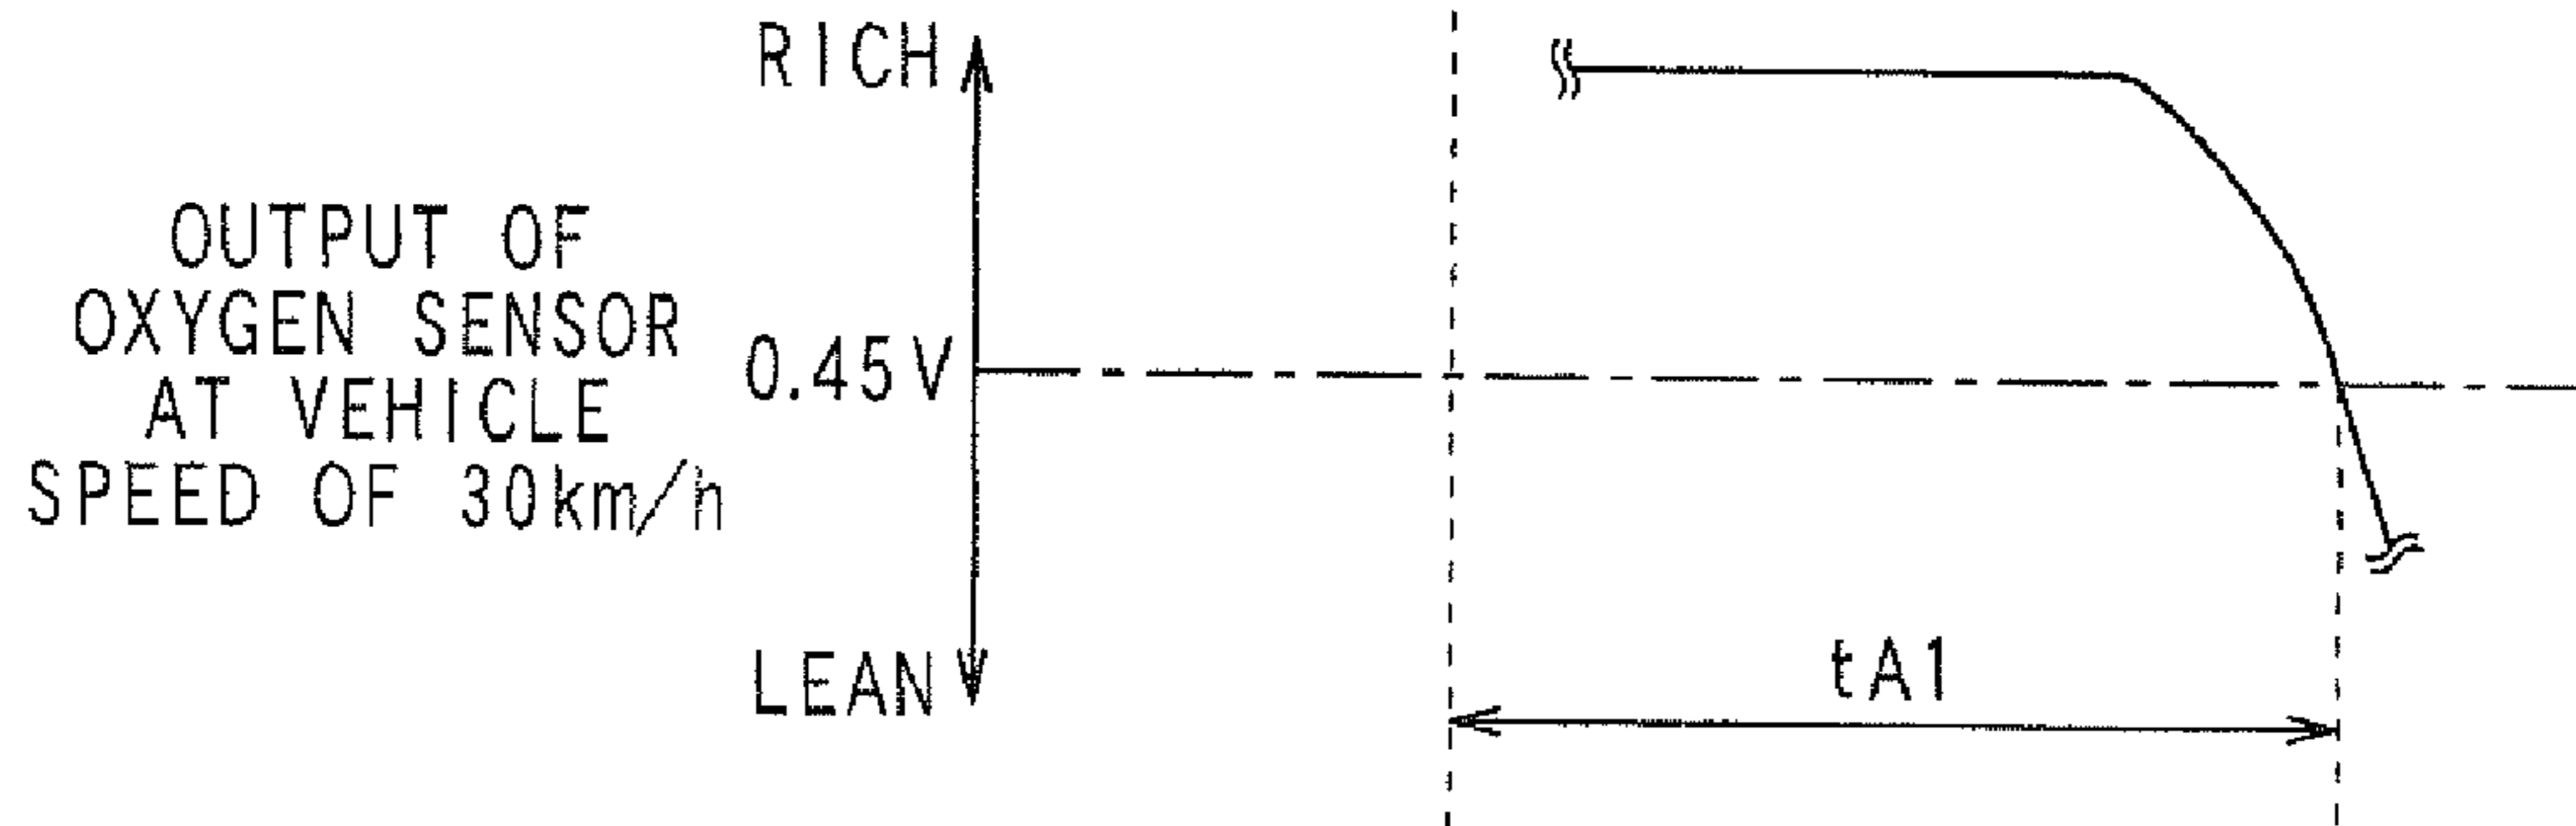 RICH
OUTPUT OF
OXYGEN SENSOR
AT VEHICLE
SPEED OF 30km/h
0.45V
LEAN
tA1